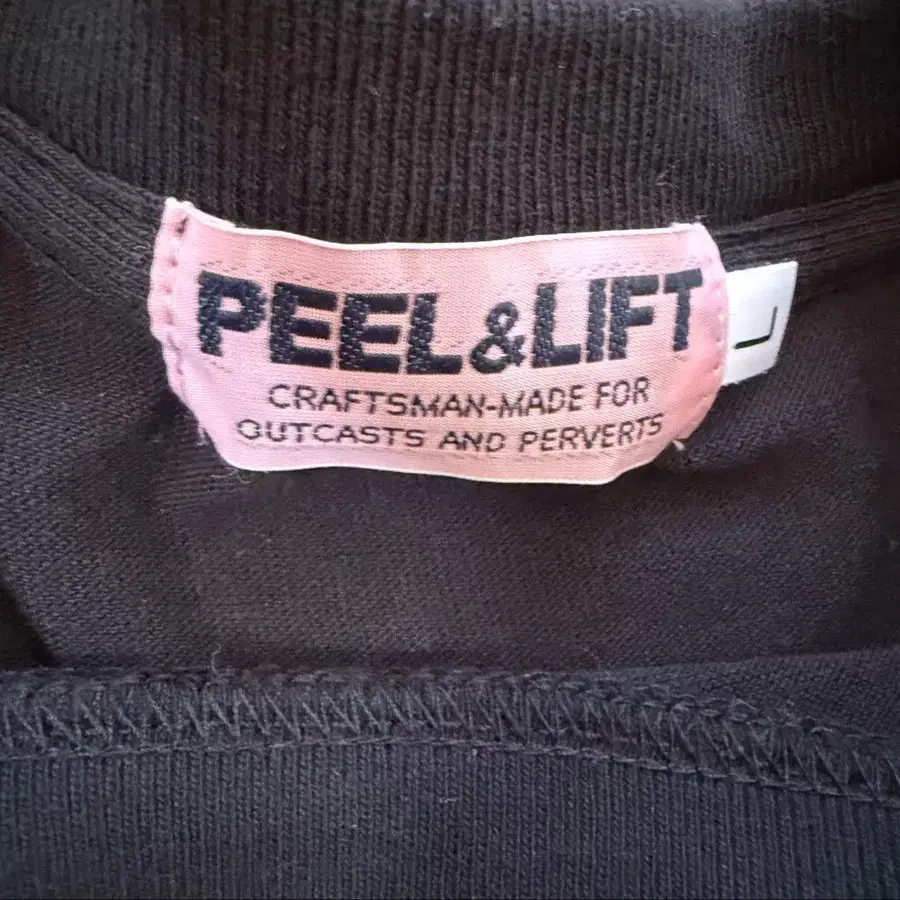 PEEL&LIFT
CRAFTSMAN-MADE FOR
OUTCASTS AND PERVERTS
L